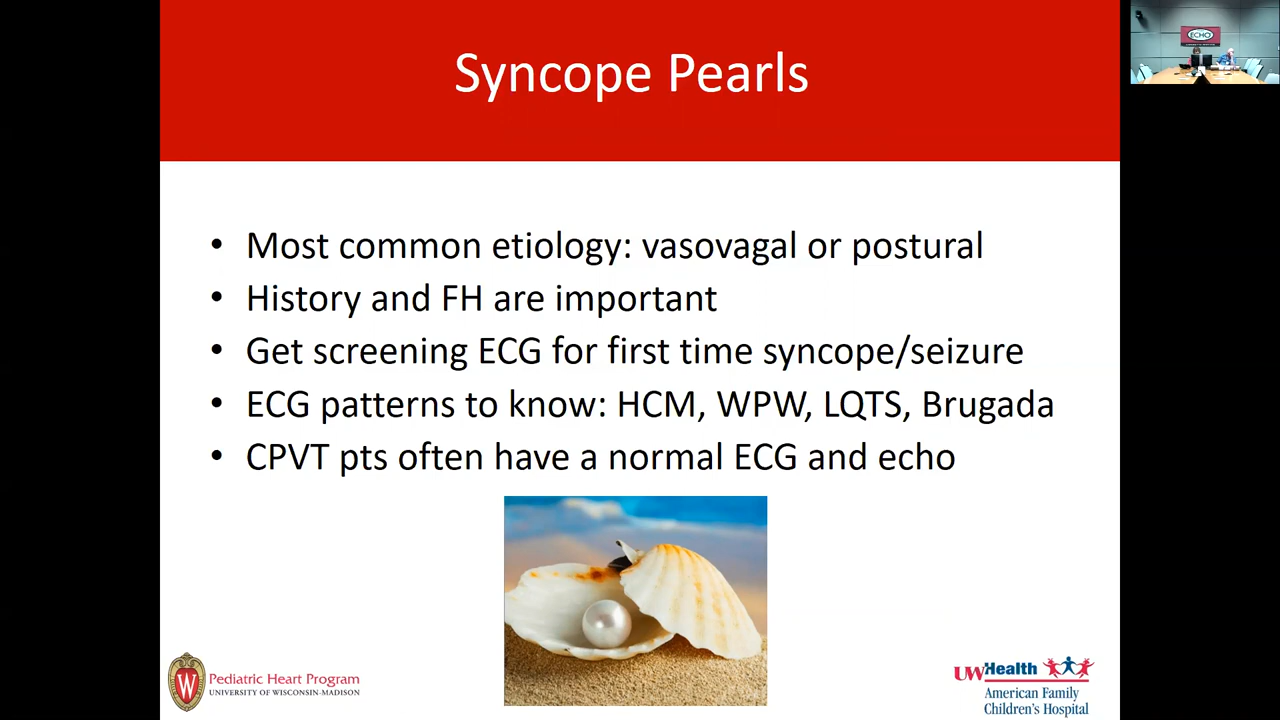 Syncope Pearls
ECHO
• Most common etiology: vasovagal or postural
• History and FH are important
• Get screening ECG for first time syncope/seizure
• ECG patterns to know: HCM, WPW, LQTS, Brugada
• CPVT pts often have a normal ECG and echo
W
Pediatric Heart Program
UNIVERSITY OF WISCONSIN-MADISON
UWHealth
American Family
Children's Hospital